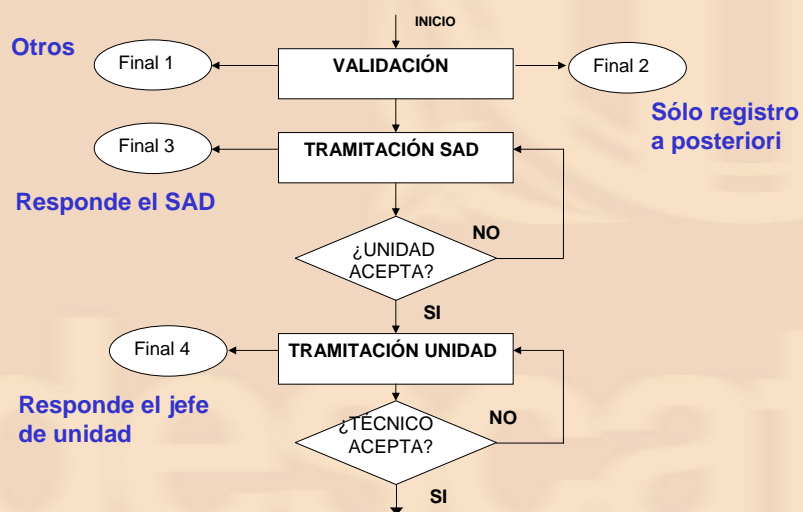 INICIO
Otros
Final 1
VALIDACIÓN
Final 2
Sólo registro
a posteriori
Final 3
TRAMITACIÓN SAD
Responde el SAD
NO
¿UNIDAD
ACEPTA?
SI
Final 4
TRAMITACIÓN UNIDAD
Responde el jefe
de unidad
NO
¿TÉCNICO
ACEPTA?
SI